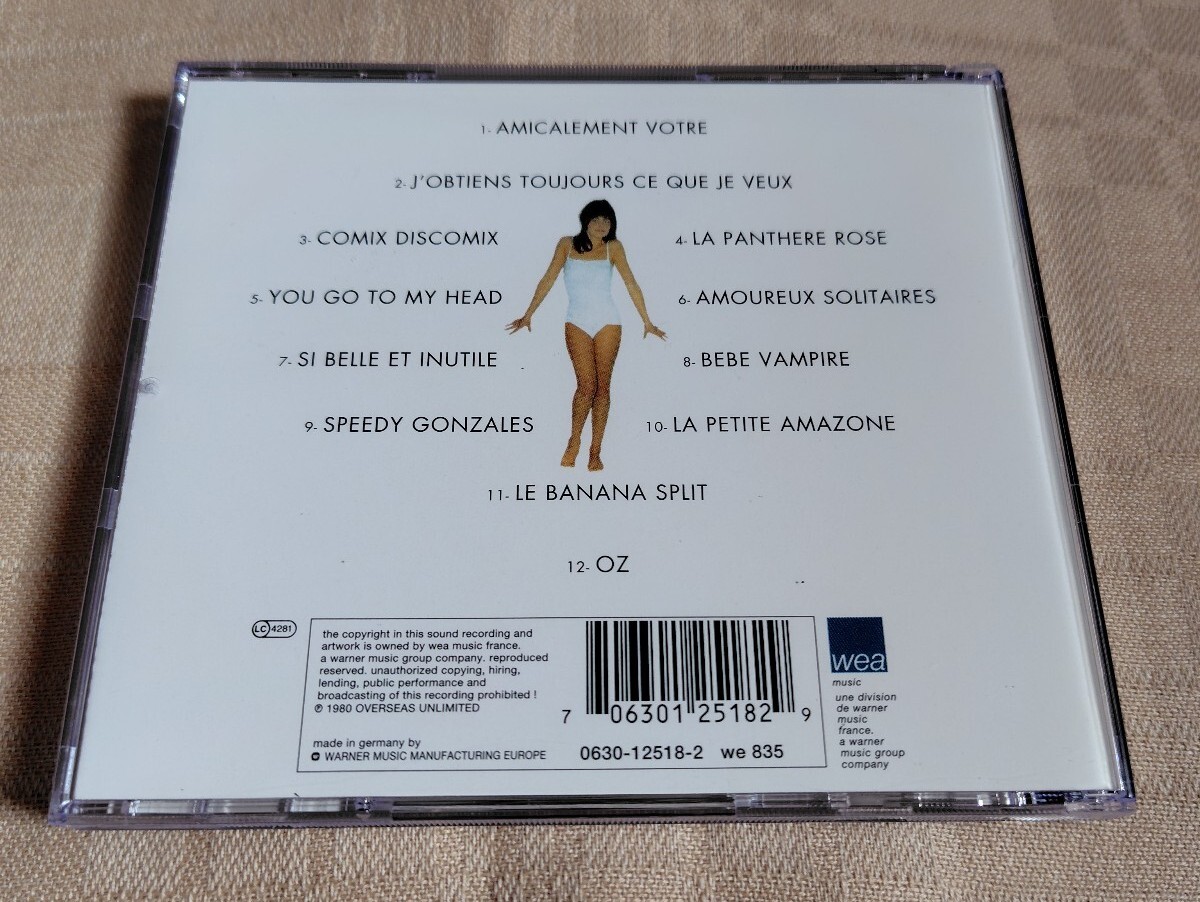 1- AMICALEMENT VOTRE
2- J'OBTIENS TOUJOURS CE QUE JE VEUX
3- COMIX DISCOMIX
4- LA PANTHERE ROSE
5- YOU GO TO MY HEAD
6- AMOUREUX SOLITAIRES
7- SI BELLE ET INUTILE
8- BEBE VAMPIRE
9- SPEEDY GONZALES
10- LA PETITE AMAZONE
11- LE BANANA SPLIT
12- OZ
LC 4281
the copyright in this sound recording and
artwork is owned by wea music france.
a warner music group company. reproduced
reserved. unauthorized copying, hiring,
lending, public performance and
broadcasting of this recording prohibited !
℗ 1980 OVERSEAS UNLIMITED
made in germany by
WARNER MUSIC MANUFACTURING EUROPE
7 06301 25182 9
0630-12518-2 we 835
wea
music
une division
de warner
music
france.
a warner
music group
company